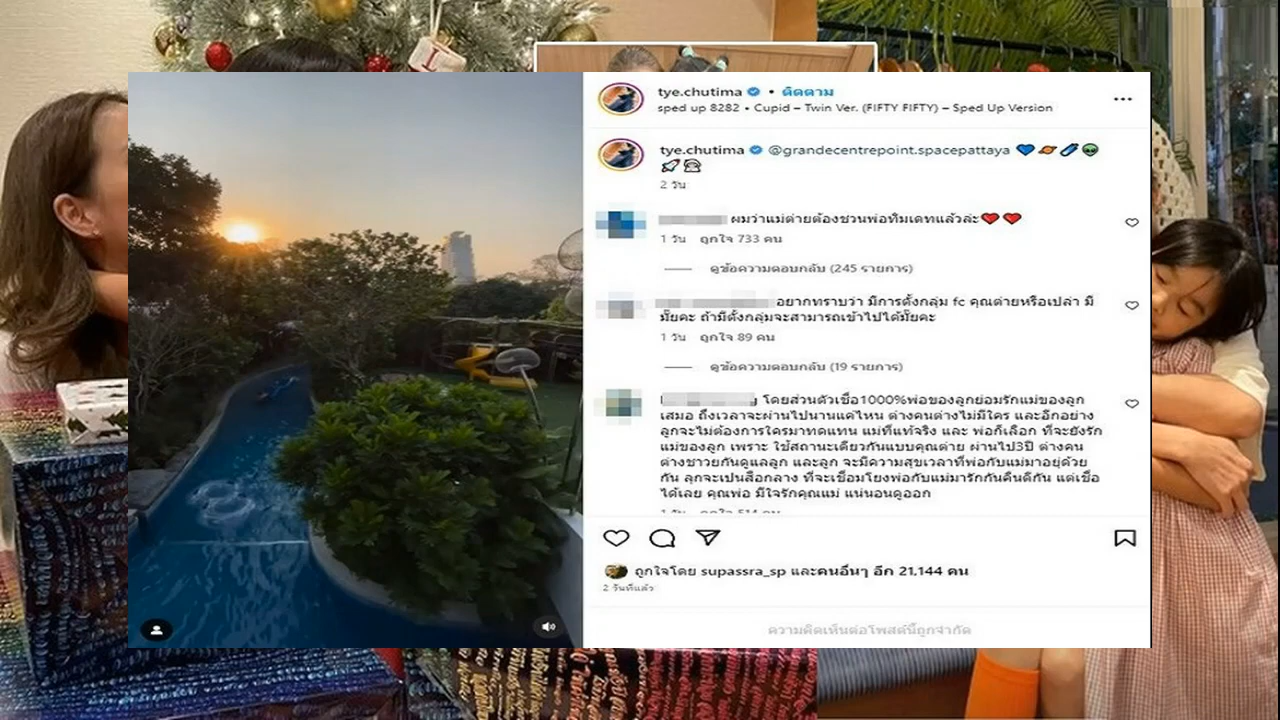 tye.chutima • ติดตาม
sped up 8282 • Cupid – Twin Ver. (FIFTY FIFTY) – Sped Up Version
tye.chutima @grandecentrepoint.spacepattaya 💙🪐🧪👽
🚀👩‍🚀
2 วัน
ผมว่าแม่ต่ายต้องชวนพ่อทิมเดทแล้วล่ะ❤️❤️
1 วัน ถูกใจ 733 คน
ดูข้อความตอบกลับ (245 รายการ)
อยากทราบว่า มีการตั้งกลุ่ม fc คุณต่ายหรือเปล่า มี
มั๊ยคะ ถ้ามีตั้งกลุ่มจะสามารถเข้าไปได้มั๊ยคะ
1 วัน ถูกใจ 89 คน
ดูข้อความตอบกลับ (19 รายการ)
โดยส่วนตัวเชื่อ1000%พ่อของลูกย่อมรักแม่ของลูก
เสมอ ถึงเวลาจะผ่านไปนานแค่ไหน ต่างคนต่างไม่มีใคร และอีกอย่าง
ลูกจะไม่ต้องการใครมาทดแทน แม่ที่แท้จริง และ พ่อก็เลือก ที่จะยังรัก
แม่ของลูก เพราะ ใช้สถานะเดียวกันแบบคุณต่าย ผ่านไป3ปี ต่างคน
ต่างชวยกันดูแลลูก และลูก จะมีความสุขเวลาที่พ่อกับแม่มาอยู่ด้วย
กัน ลุกจะเปนสือกลาง ที่จะเชื่อมโยงพ่อกับแม่มารักกันคืนดีกัน แต่เชื่อ
ได้เลย คุณพ่อ มีใจรักคุณแม่ แน่นอนดูออก
1 วัน ถูกใจ 514 คน
ถูกใจโดย supassra_sp และคนอื่นๆ อีก 21,144 คน
2 วันที่แล้ว
ความคิดเห็นต่อโพสต์นี้ถูกจำกัด